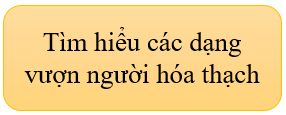 Tìm hiểu các dạng
vượn người hóa thạch